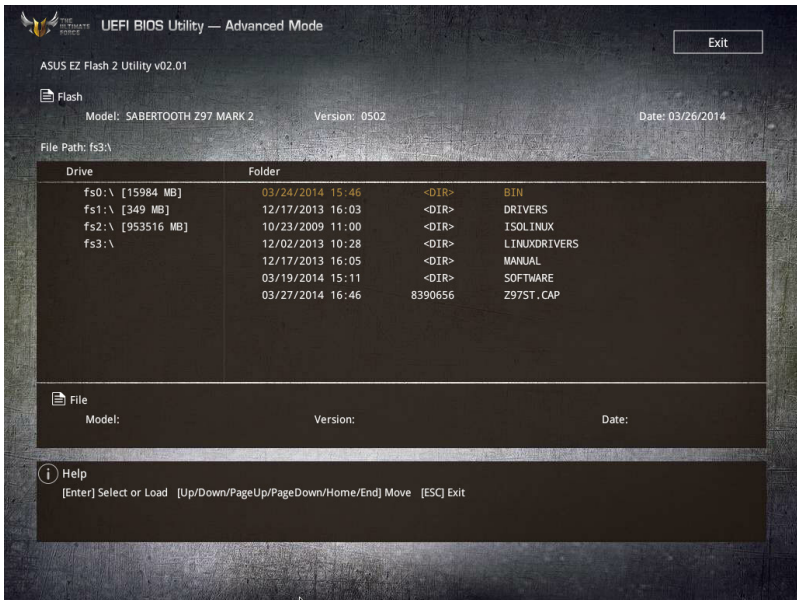 THE ULTIMATE FORCE UEFI BIOS Utility — Advanced Mode
Exit
ASUS EZ Flash 2 Utility v02.01
Flash
Model: SABERTOOTH Z97 MARK 2 Version: 0502 Date: 03/26/2014
File Path: fs3:\
Drive Folder
fs0:\ [15984 MB] 03/24/2014 15:46 <DIR> BIN
fs1:\ [349 MB] 12/17/2013 16:03 <DIR> DRIVERS
fs2:\ [953516 MB] 10/23/2009 11:00 <DIR> ISOLINUX
fs3:\ 12/02/2013 10:28 <DIR> LINUXDRIVERS
12/17/2013 16:05 <DIR> MANUAL
03/19/2014 15:11 <DIR> SOFTWARE
03/27/2014 16:46 8390656 Z97ST.CAP
File
Model: Version: Date:
i Help
[Enter] Select or Load [Up/Down/PageUp/PageDown/Home/End] Move [ESC] Exit